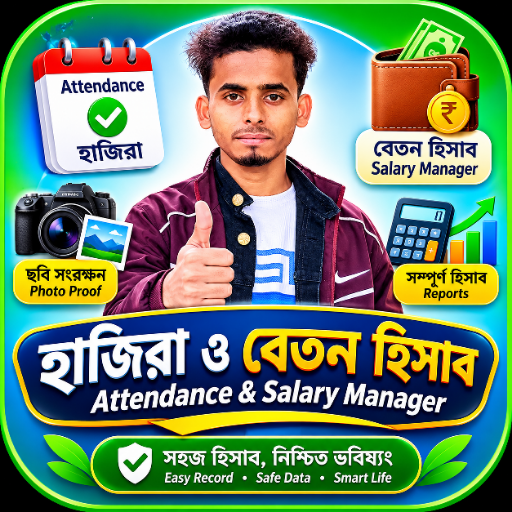 Attendance
হাজিরা
₹
বেতন হিসাব
Salary Manager
ছবি সংরক্ষন
Photo Proof
সম্পূর্ণ হিসাব
Reports
হাজিরা ও বেতন হিসাব
Attendance & Salary Manager
সহজ হিসাব, নিশ্চিত ভবিষ্যৎ
Easy Record • Safe Data • Smart Life